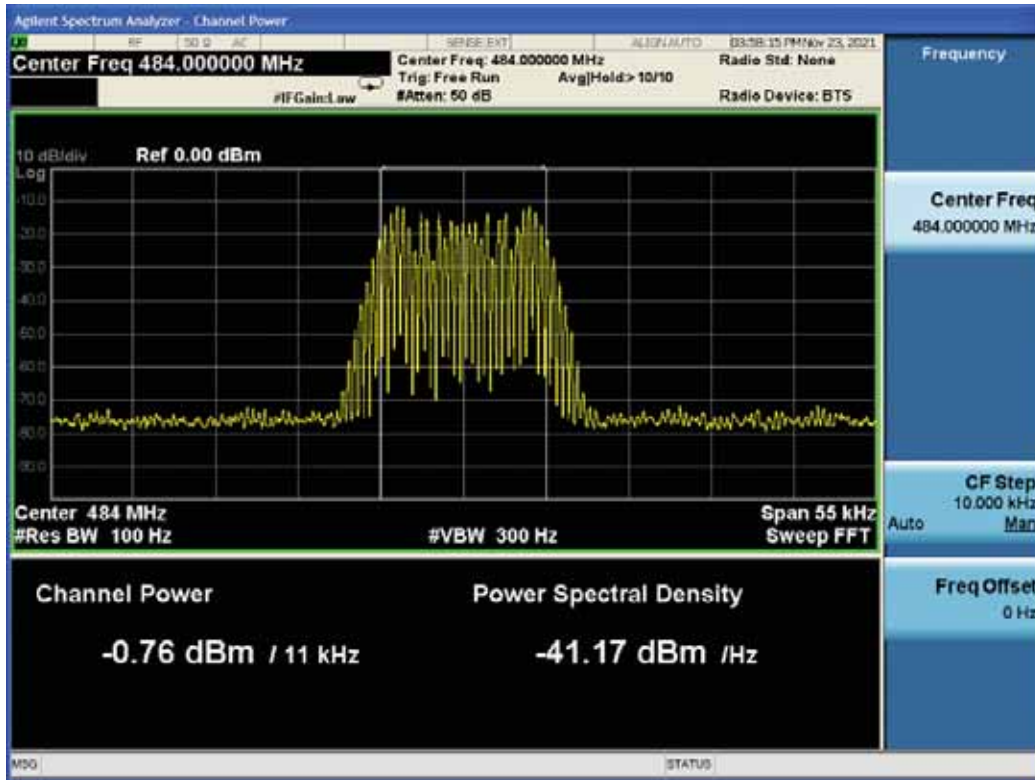 Agilent Spectrum Analyzer - Channel Power
RF 50 Ω AC SENSE:EXT ALIGN AUTO 03:58:15 PM Nov 23, 2021
Center Freq 484.000000 MHz
Center Freq: 484.000000 MHz
Radio Std: None
Trig: Free Run Avg|Hold:> 10/10
#IFGain:Low
#Atten: 50 dB
Radio Device: BTS
10 dB/div Ref 0.00 dBm
Log
-10.0
-20.0
-30.0
-40.0
-50.0
-60.0
-70.0
-80.0
-90.0
Center 484 MHz Span 55 kHz
#Res BW 100 Hz #VBW 300 Hz Sweep FFT
Channel Power
Power Spectral Density
-0.76 dBm / 11 kHz
-41.17 dBm /Hz
MSG STATUS
Frequency
Center Freq
484.000000 MHz
CF Step
10.000 kHz
Auto Man
Freq Offset
0 Hz